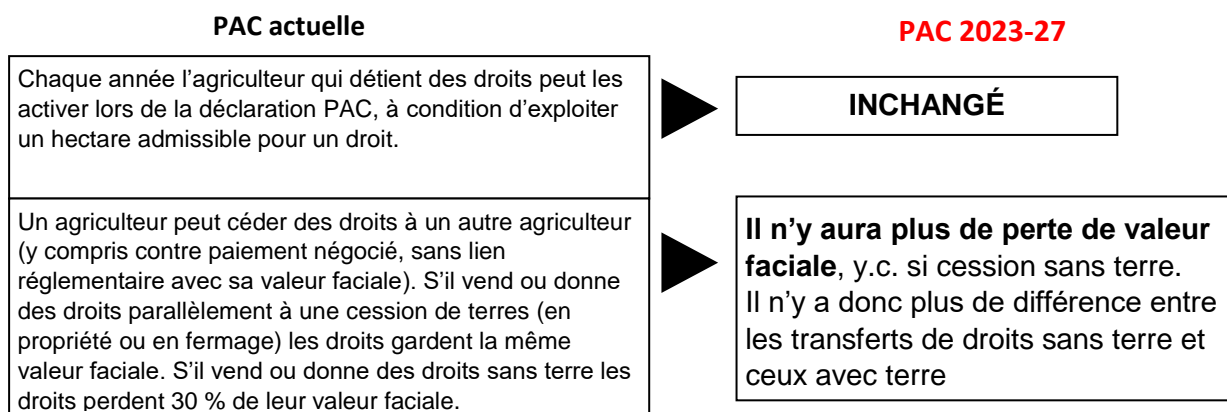 PAC actuelle
PAC 2023-27
Chaque année l’agriculteur qui détient des droits peut les
activer lors de la déclaration PAC, à condition d’exploiter
un hectare admissible pour un droit.
INCHANGÉ
Un agriculteur peut céder des droits à un autre agriculteur
(y compris contre paiement négocié, sans lien
réglementaire avec sa valeur faciale). S’il vend ou donne
des droits parallèlement à une cession de terres (en
propriété ou en fermage) les droits gardent la même
valeur faciale. S’il vend ou donne des droits sans terre les
droits perdent 30 % de leur valeur faciale.
Il n’y aura plus de perte de valeur
faciale, y.c. si cession sans terre.
Il n’y a donc plus de différence entre
les transferts de droits sans terre et
ceux avec terre